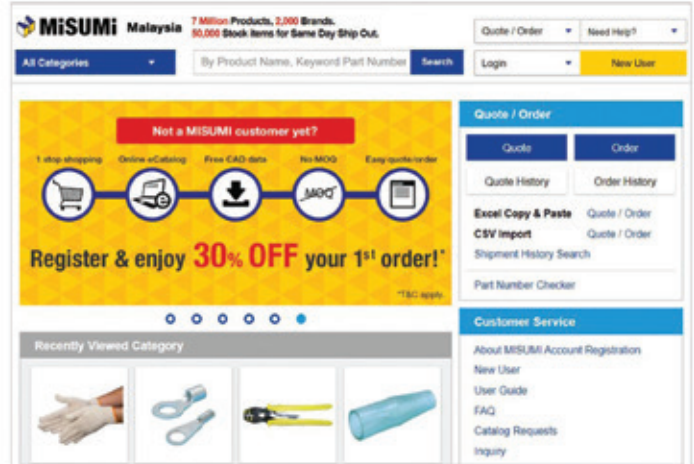 MiSUMi Malaysia
7 Million Products, 2,000 Brands.
50,000 Stock Items for Same Day Ship Out.
Quote / Order
Need Help?
All Categories
By Product Name, Keyword Part Number
Search
Login
New User
Not a MISUMI customer yet?
1 stop shopping
Online eCatalog
Free CAD data
No MOQ
Easy quote/order
MOQ
Register & enjoy 30% OFF your 1st order!*
*T&C apply.
Quote / Order
Quote
Order
Quote History
Order History
Excel Copy & Paste Quote / Order
CSV Import Quote / Order
Shipment History Search
Part Number Checker
Recently Viewed Category
Customer Service
About MISUMI Account Registration
New User
User Guide
FAQ
Catalog Requests
Inquiry